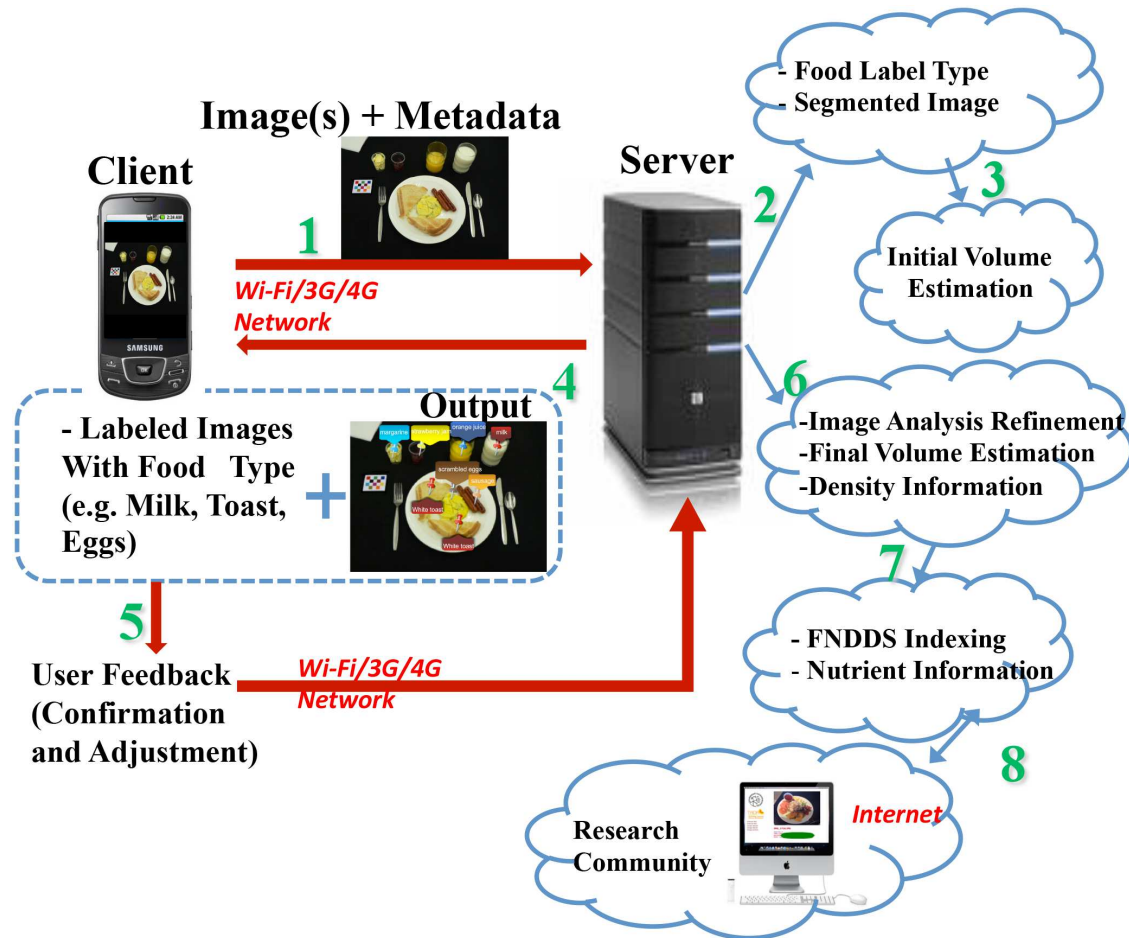 Image(s) + Metadata
Client
Server
1
Wi-Fi/3G/4G
Network
SAMSUNG
2
- Food Label Type
- Segmented Image
3
Initial Volume
Estimation
4
- Labeled Images
With Food Type
(e.g. Milk, Toast,
Eggs)
+
Output
margarine
strawberry jam
orange juice
milk
scrambled eggs
sausage
White toast
White toast
5
User Feedback
(Confirmation
and Adjustment)
Wi-Fi/3G/4G
Network
6
-Image Analysis Refinement
-Final Volume Estimation
-Density Information
7
- FNDDS Indexing
- Nutrient Information
8
Research
Community
Internet